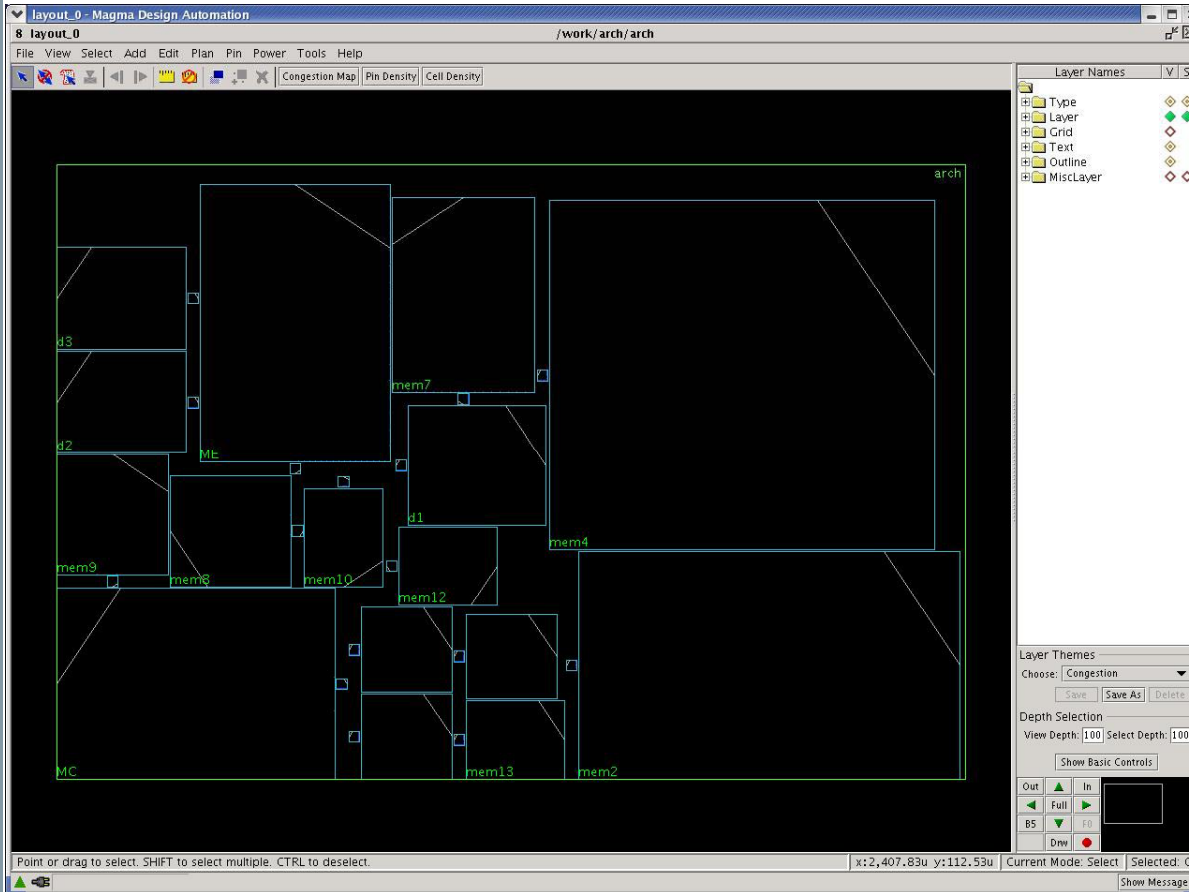 layout_0 - Magma Design Automation
8 layout_0 /work/arch/arch
File View Select Add Edit Plan Pin Power Tools Help
Congestion Map Pin Density Cell Density
Layer Names V S
Type
Layer
Grid
Text
Outline
MiscLayer
arch
d3
mem7
d2
ME
d1
mem4
mem9
mem8
mem10
mem12
MC
mem13
mem2
Layer Themes
Choose: Congestion
Save Save As Delete
Depth Selection
View Depth: 100 Select Depth: 100
Show Basic Controls
Out In
Full
B5 F0
Drw
Point or drag to select. SHIFT to select multiple. CTRL to deselect. x:2,407.83u y:112.53u Current Mode: Select Selected:
Show Message